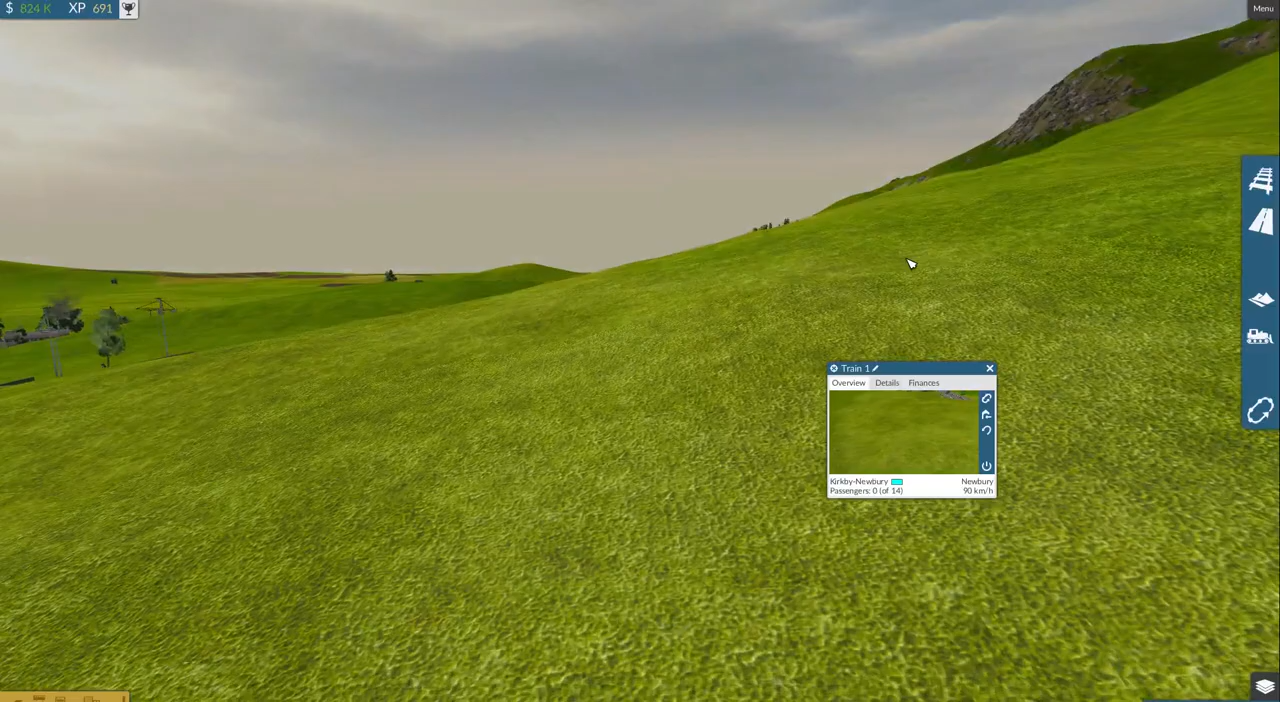 $ 824 K XP 691
Menu
Train 1
Overview Details Finances
Kirkby-Newbury Newbury
Passengers: 0 (of 14) 90 km/h